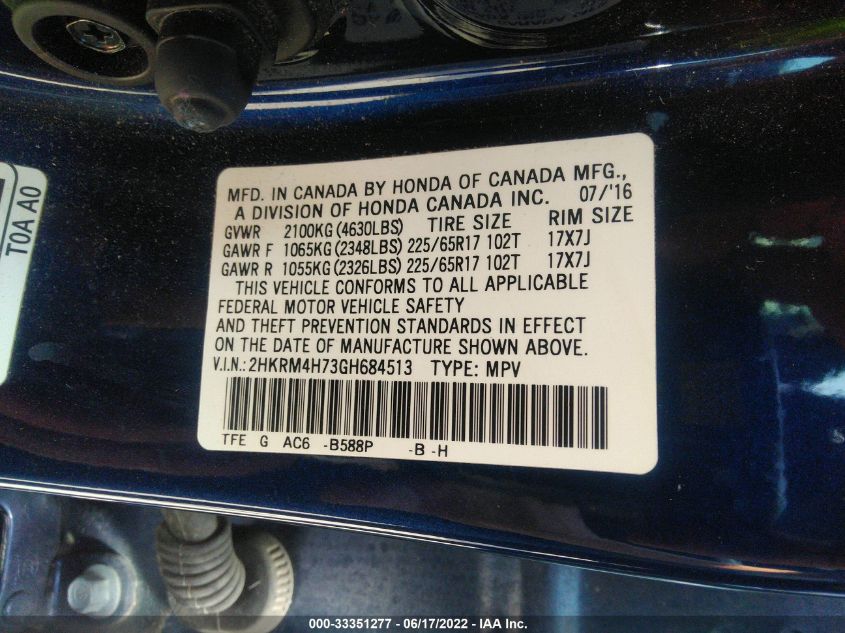 MFD. IN CANADA BY HONDA OF CANADA MFG.,
A DIVISION OF HONDA CANADA INC. 07/'16
GVWR 2100KG (4630LBS) TIRE SIZE RIM SIZE
GAWR F 1065KG (2348LBS) 225/65R17 102T 17X7J
GAWR R 1055KG (2326LBS) 225/65R17 102T 17X7J
THIS VEHICLE CONFORMS TO ALL APPLICABLE
FEDERAL MOTOR VEHICLE SAFETY
AND THEFT PREVENTION STANDARDS IN EFFECT
ON THE DATE OF MANUFACTURE SHOWN ABOVE.
V.I.N.: 2HKRM4H73GH684513 TYPE: MPV
TFE G AC6 -B588P -B -H
T0A A0
000-33351277 - 06/17/2022 - IAA Inc.